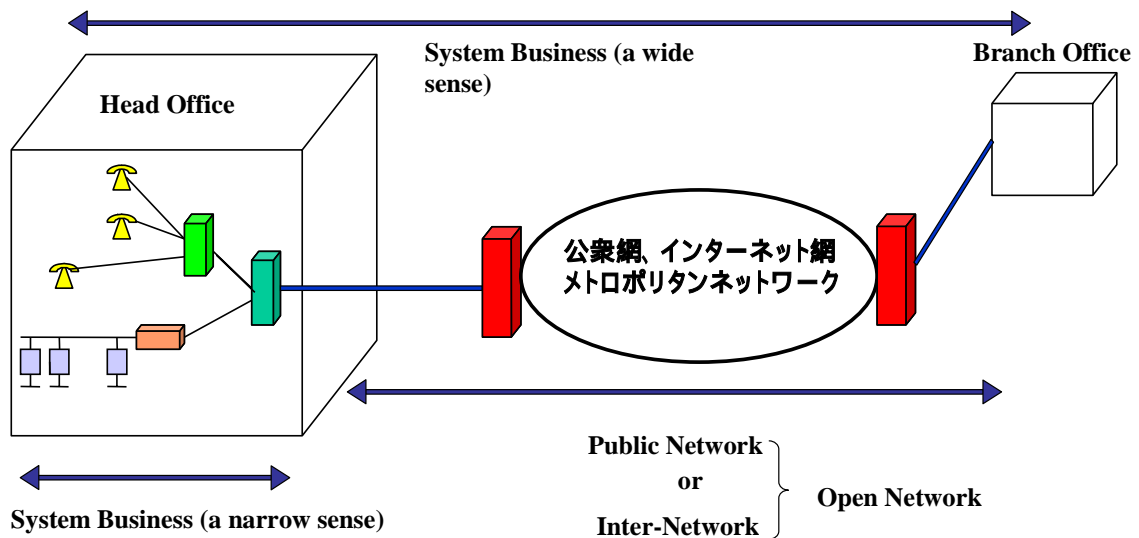 System Business (a wide
sense)
Branch Office
Head Office
公衆網、インターネット網
メトロポリタンネットワーク
Public Network
or
Inter-Network
Open Network
System Business (a narrow sense)